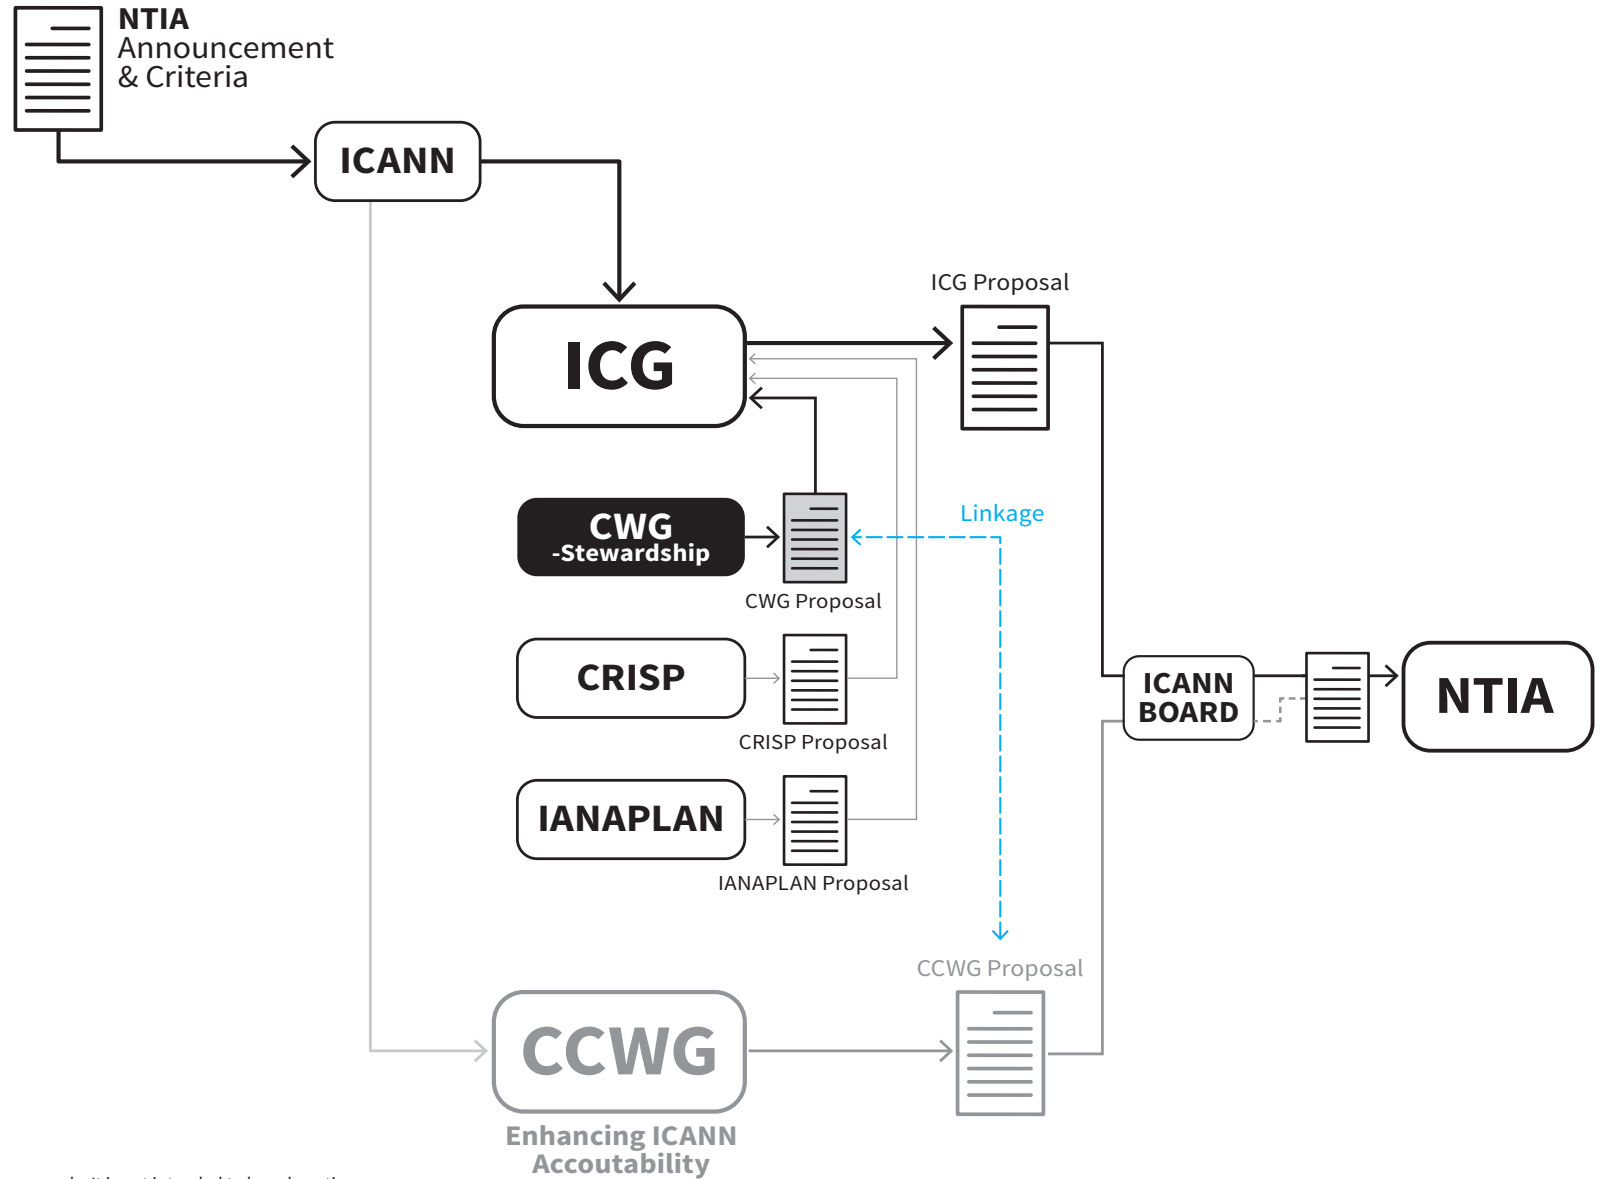 NTIA
Announcement
& Criteria
ICANN
ICG Proposal
ICG
CWG
-Stewardship
Linkage
CWG Proposal
CRISP
CRISP Proposal
ICANN
BOARD
NTIA
IANAPLAN
IANAPLAN Proposal
CCWG Proposal
CCWG
Enhancing ICANN
Accoutability